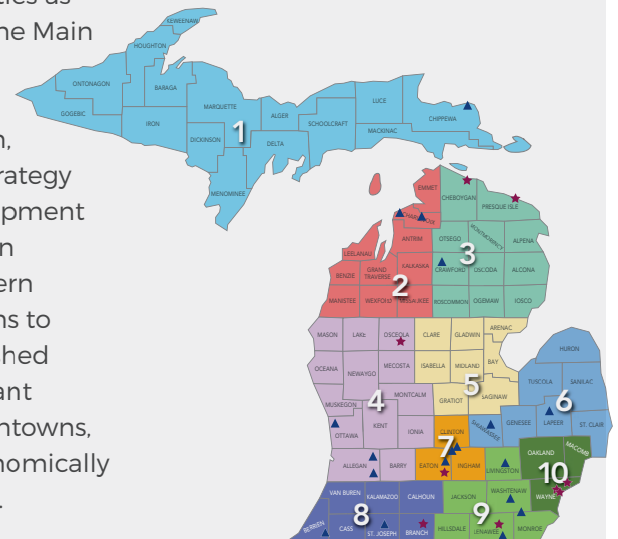 ties as
he Main
n,
rategy
opment
n
ern
ns to
shed
ant
ntowns,
nomically
.
KEWEENAW
HOUGHTON
ONTONAGON
BARAGA
GOGEBIC
IRON
MARQUETTE
DICKINSON
MENOMINEE
1
ALGER
DELTA
SCHOOLCRAFT
LUCE
MACKINAC
CHIPPEWA
EMMET
CHARLEVOIX
ANTRIM
LEELANAU
BENZIE
GRAND
TRAVERSE
KALKASKA
2
MANISTEE
WEXFORD
MISSAUKEE
CHEBOYGAN
PRESQUE ISLE
OTSEGO
MONTMORENCY
ALPENA
3
CRAWFORD
OSCODA
ALCONA
ROSCOMMON
OGEMAW
IOSCO
MASON
LAKE
OSCEOLA
OCEANA
NEWAYGO
MECOSTA
MUSKEGON
MONTCALM
4
OTTAWA
KENT
IONIA
ALLEGAN
BARRY
CLARE
GLADWIN
ARENAC
ISABELLA
MIDLAND
BAY
5
GRATIOT
SAGINAW
HURON
TUSCOLA
SANILAC
6
SHIAWASSEE
GENESEE
LAPEER
ST. CLAIR
CLINTON
7
EATON
INGHAM
LIVINGSTON
OAKLAND
MACOMB
10
WAYNE
VAN BUREN
KALAMAZOO
CALHOUN
8
BERRIEN
CASS
ST. JOSEPH
BRANCH
JACKSON
WASHTENAW
9
HILLSDALE
LENAWEE
MONROE